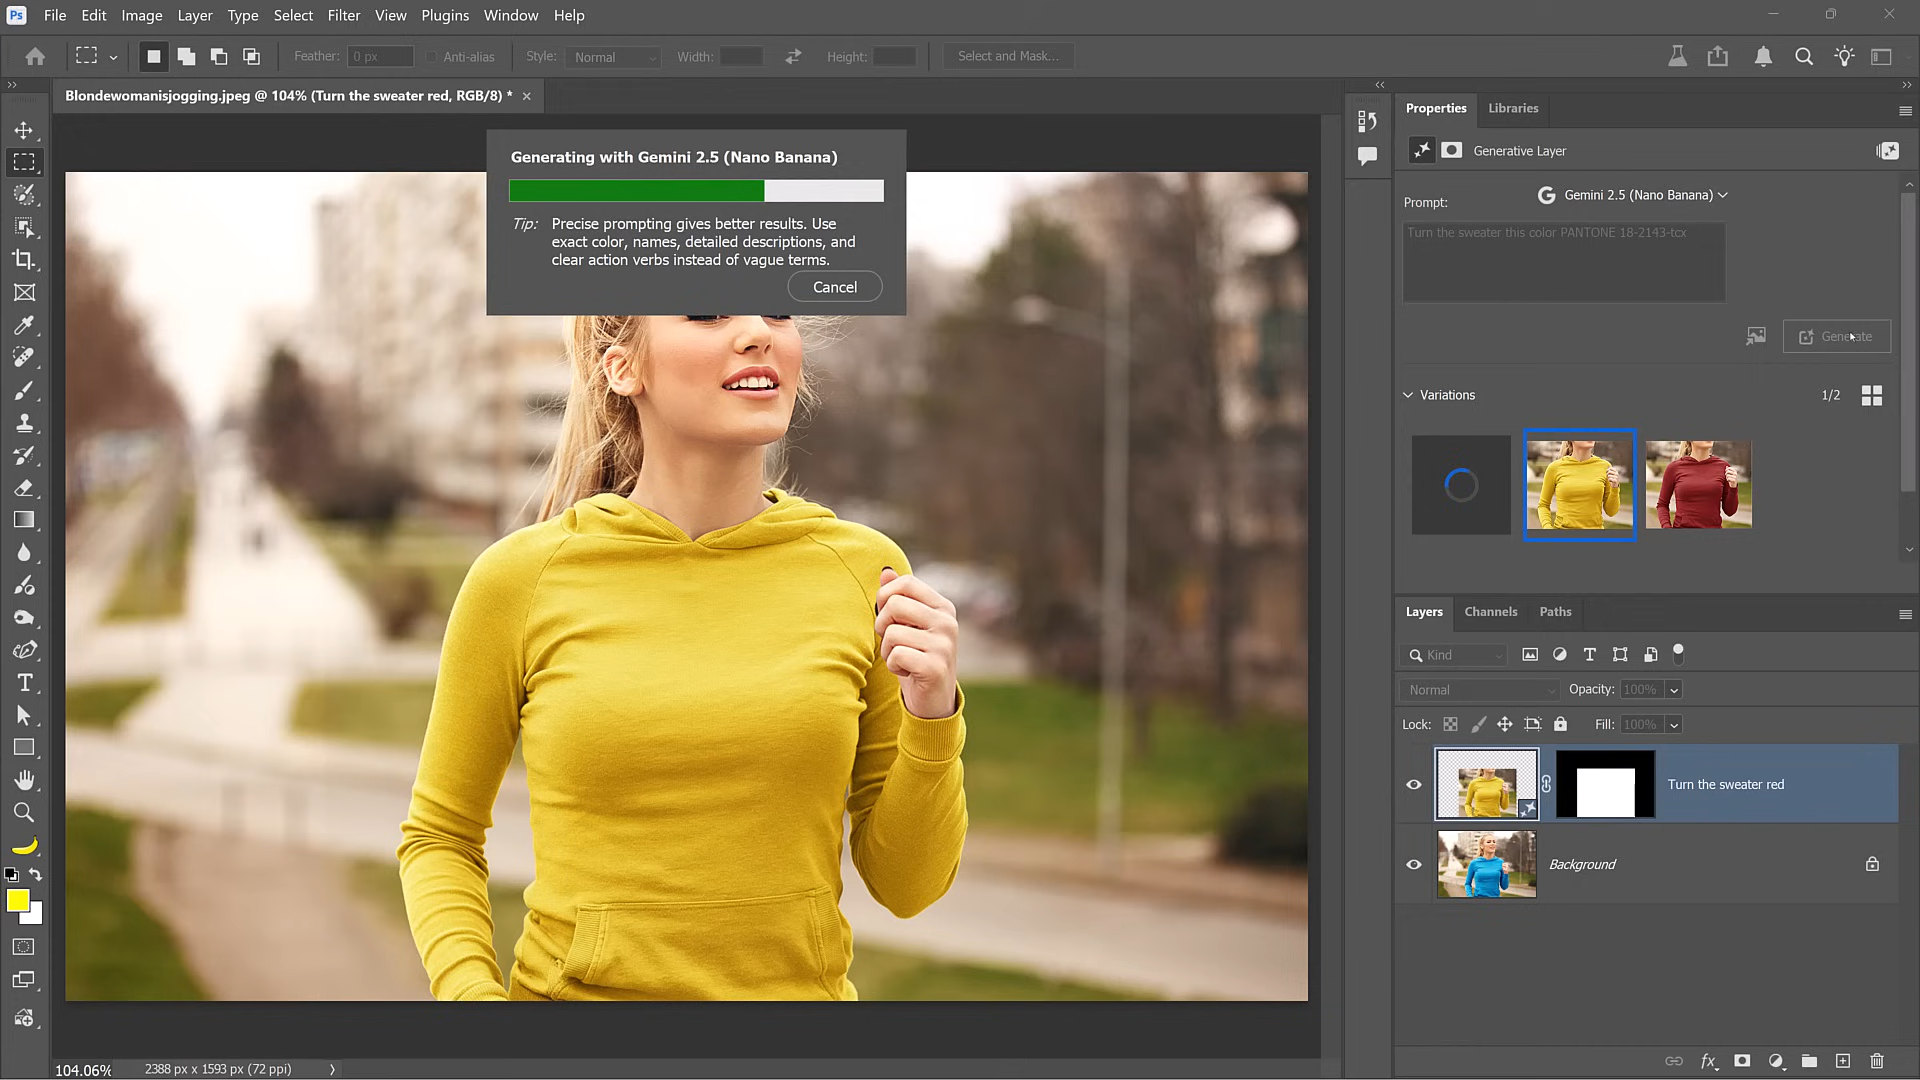 Ps File Edit Image Layer Type Select Filter View Plugins Window Help
Feather: 0 px Anti-alias Style: Normal Width: Height: Select and Mask...
Blondewomanisjogging.jpeg @ 104% (Turn the sweater red, RGB/8) *
Properties Libraries
Generating with Gemini 2.5 (Nano Banana)
Tip: Precise prompting gives better results. Use
exact color, names, detailed descriptions, and
clear action verbs instead of vague terms.
Cancel
Generative Layer
Prompt: G Gemini 2.5 (Nano Banana)
Turn the sweater this color PANTONE 18-2143-tcx
Generate
Variations 1/2
Layers Channels Paths
Kind
Normal Opacity: 100%
Lock: Fill: 100%
Turn the sweater red
Background
104.06% 2388 px x 1593 px (72 ppi)